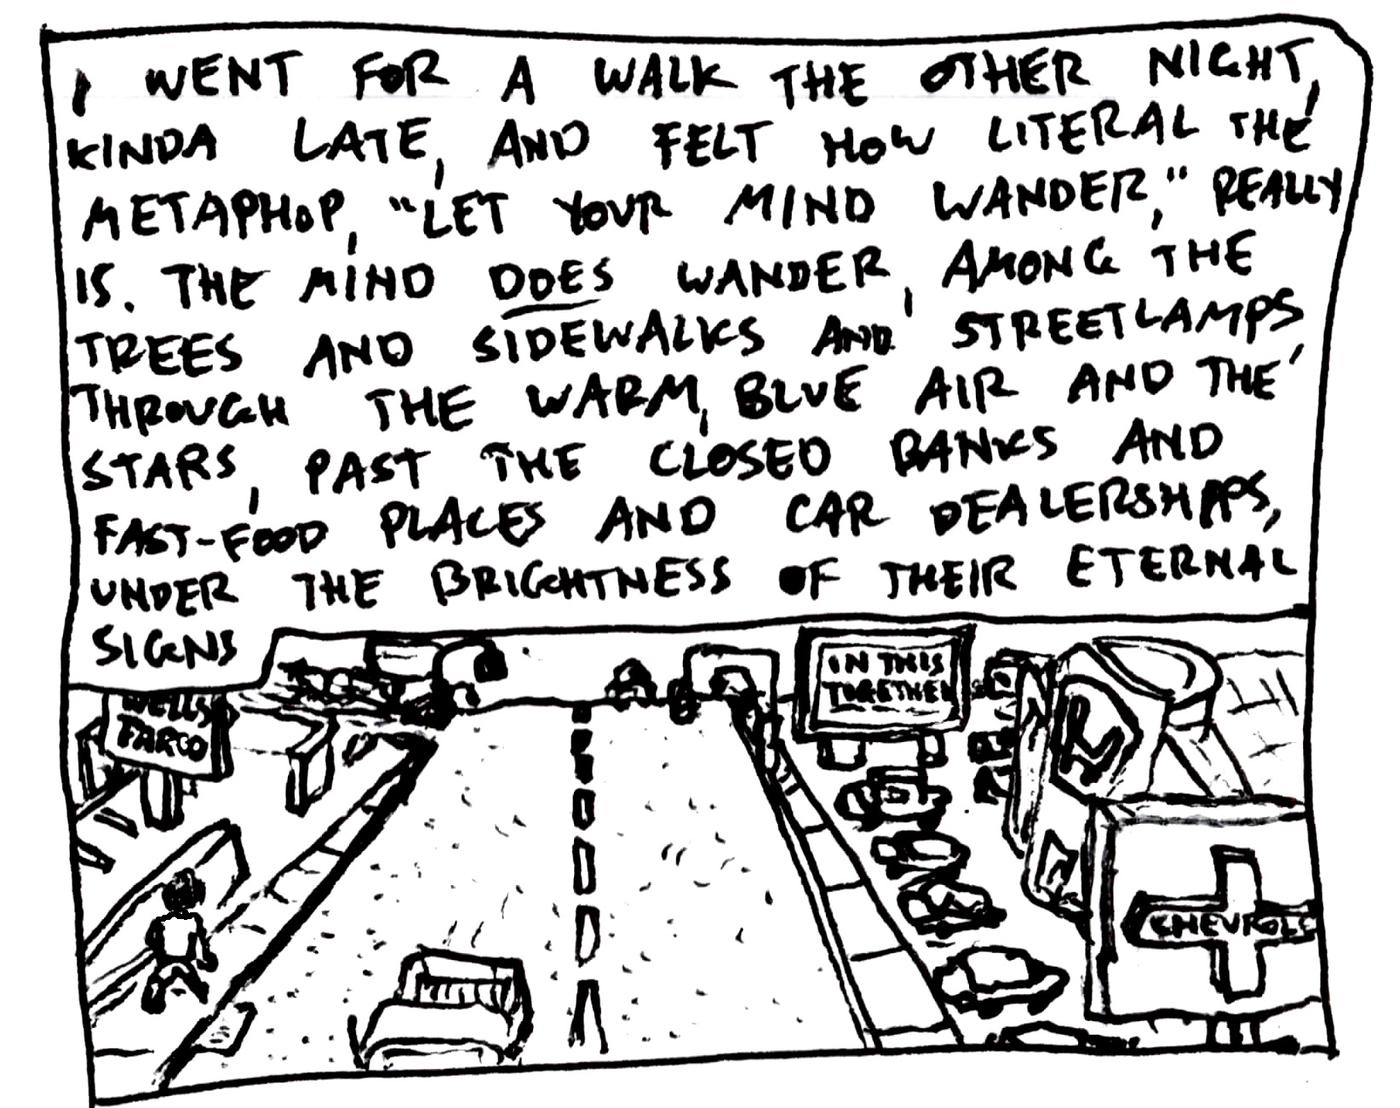 I WENT FOR A WALK THE OTHER NIGHT,
KINDA LATE, AND FELT HOW LITERAL THE
METAPHOR, "LET YOUR MIND WANDER," REALLY
IS. THE MIND DOES WANDER, AMONG THE
TREES AND SIDEWALKS AND STREETLAMPS,
THROUGH THE WARM, BLUE AIR AND THE
STARS, PAST THE CLOSED BANKS AND
FAST-FOOD PLACES AND CAR DEALERSHIPS,
UNDER THE BRIGHTNESS OF THEIR ETERNAL
SIGNS
WELLS
FARGO
IN THIS
TOGETHER
R
CHEVROLE